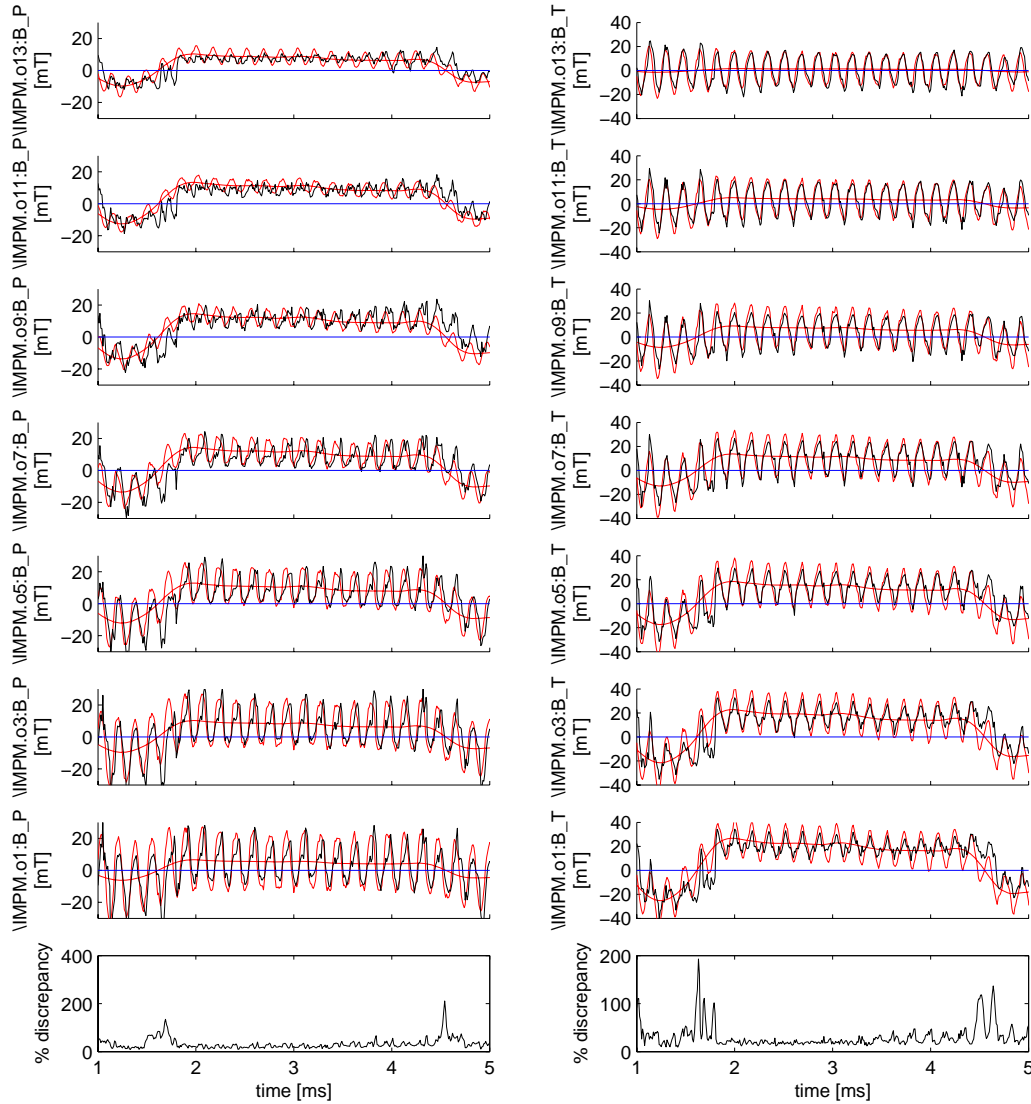 \IMPM.o13:B_P
[mT]
20
0
−20
\IMPM.o11:B_P
[mT]
20
0
−20
\IMPM.o9:B_P
[mT]
20
0
−20
\IMPM.o7:B_P
[mT]
20
0
−20
\IMPM.o5:B_P
[mT]
20
0
−20
\IMPM.o3:B_P
[mT]
20
0
−20
\IMPM.o1:B_P
[mT]
20
0
−20
% discrepancy
400
200
0
1 2 3 4 5
time [ms]
\IMPM.o13:B_T
[mT]
40
20
0
−20
−40
\IMPM.o11:B_T
[mT]
40
20
0
−20
−40
\IMPM.o9:B_T
[mT]
40
20
0
−20
−40
\IMPM.o7:B_T
[mT]
40
20
0
−20
−40
\IMPM.o5:B_T
[mT]
40
20
0
−20
−40
\IMPM.o3:B_T
[mT]
40
20
0
−20
−40
\IMPM.o1:B_T
[mT]
40
20
0
−20
−40
% discrepancy
200
100
0
1 2 3 4 5
time [ms]